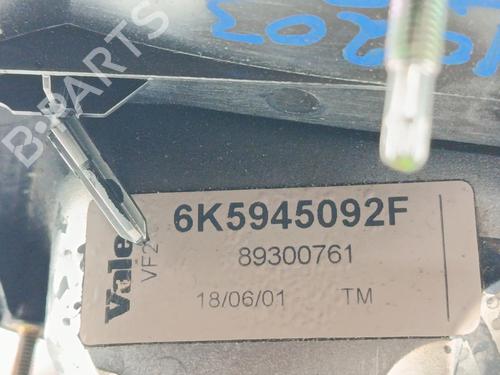 B-PARTS
Vale
VF2
6K5945092F
89300761
18/06/01 TM